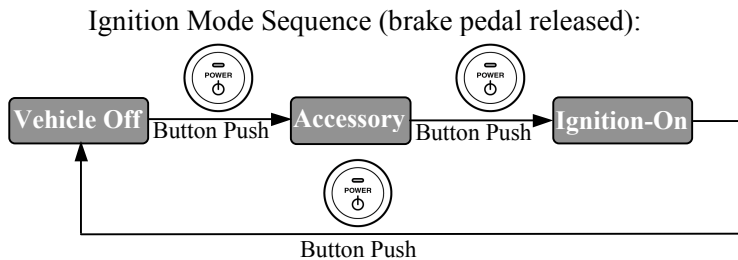 Ignition Mode Sequence (brake pedal released):
POWER
POWER
Vehicle Off
Button Push
Accessory
Button Push
Ignition-On
POWER
Button Push